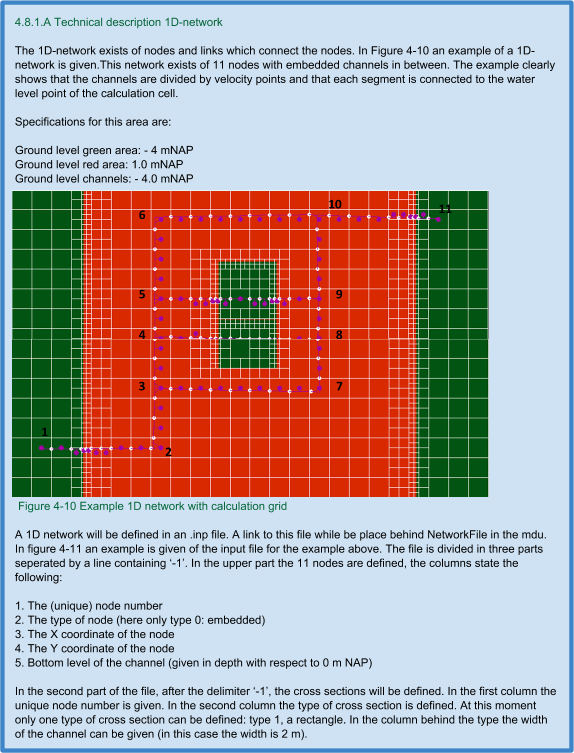 4.8.1.A Technical description 1D-network
The 1D-network exists of nodes and links which connect the nodes. In Figure 4-10 an example of a 1D-
network is given.This network exists of 11 nodes with embedded channels in between. The example clearly
shows that the channels are divided by velocity points and that each segment is connected to the water
level point of the calculation cell.
Specifications for this area are:
Ground level green area: - 4 mNAP
Ground level red area: 1.0 mNAP
Ground level channels: - 4.0 mNAP
10
6
11
5
9
4
8
3
7
1
2
Figure 4-10 Example 1D network with calculation grid
A 1D network will be defined in an .inp file. A link to this file while be place behind NetworkFile in the mdu.
In figure 4-11 an example is given of the input file for the example above. The file is divided in three parts
seperated by a line containing ‘-1’. In the upper part the 11 nodes are defined, the columns state the
following:
1. The (unique) node number
2. The type of node (here only type 0: embedded)
3. The X coordinate of the node
4. The Y coordinate of the node
5. Bottom level of the channel (given in depth with respect to 0 m NAP)
In the second part of the file, after the delimiter ‘-1’, the cross sections will be defined. In the first column the
unique node number is given. In the second column the type of cross section is defined. At this moment
only one type of cross section can be defined: type 1, a rectangle. In the column behind the type the width
of the channel can be given (in this case the width is 2 m).